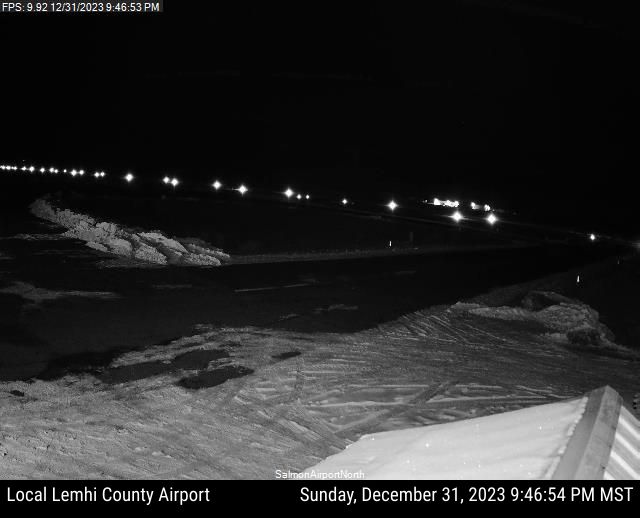 FPS: 9.92 12/31/2023 9:46:53 PM
SalmonAirportNorth
Local Lemhi County Airport
Sunday, December 31, 2023 9:46:54 PM MST